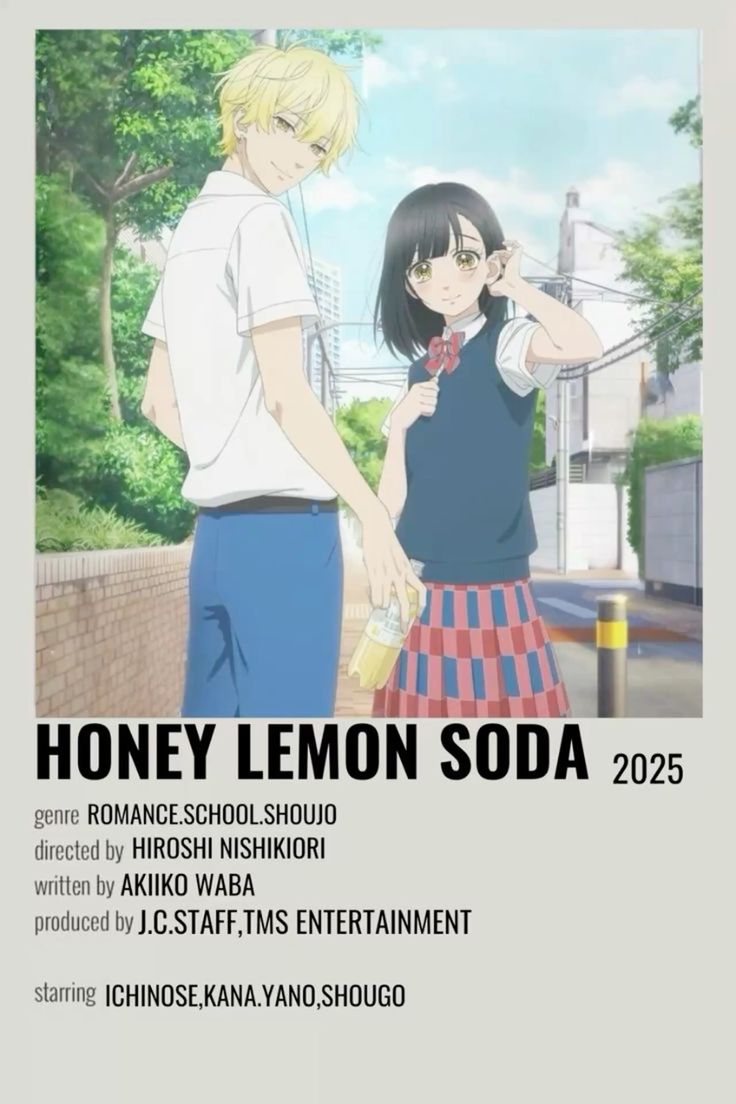 HONEY LEMON SODA 2025
genre ROMANCE.SCHOOL.SHOUJO
directed by HIROSHI NISHIKIORI
written by AKIIKO WABA
produced by J.C.STAFF,TMS ENTERTAINMENT
starring ICHINOSE,KANA.YANO,SHOUGO